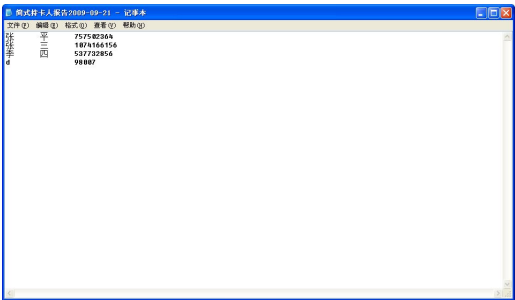 简式持卡人报告2009-09-21 - 记事本
文件(F) 编辑(E) 格式(O) 查看(V) 帮助(H)
张 平 757502364
张 三 1074166156
李 四 537732856
d 98007